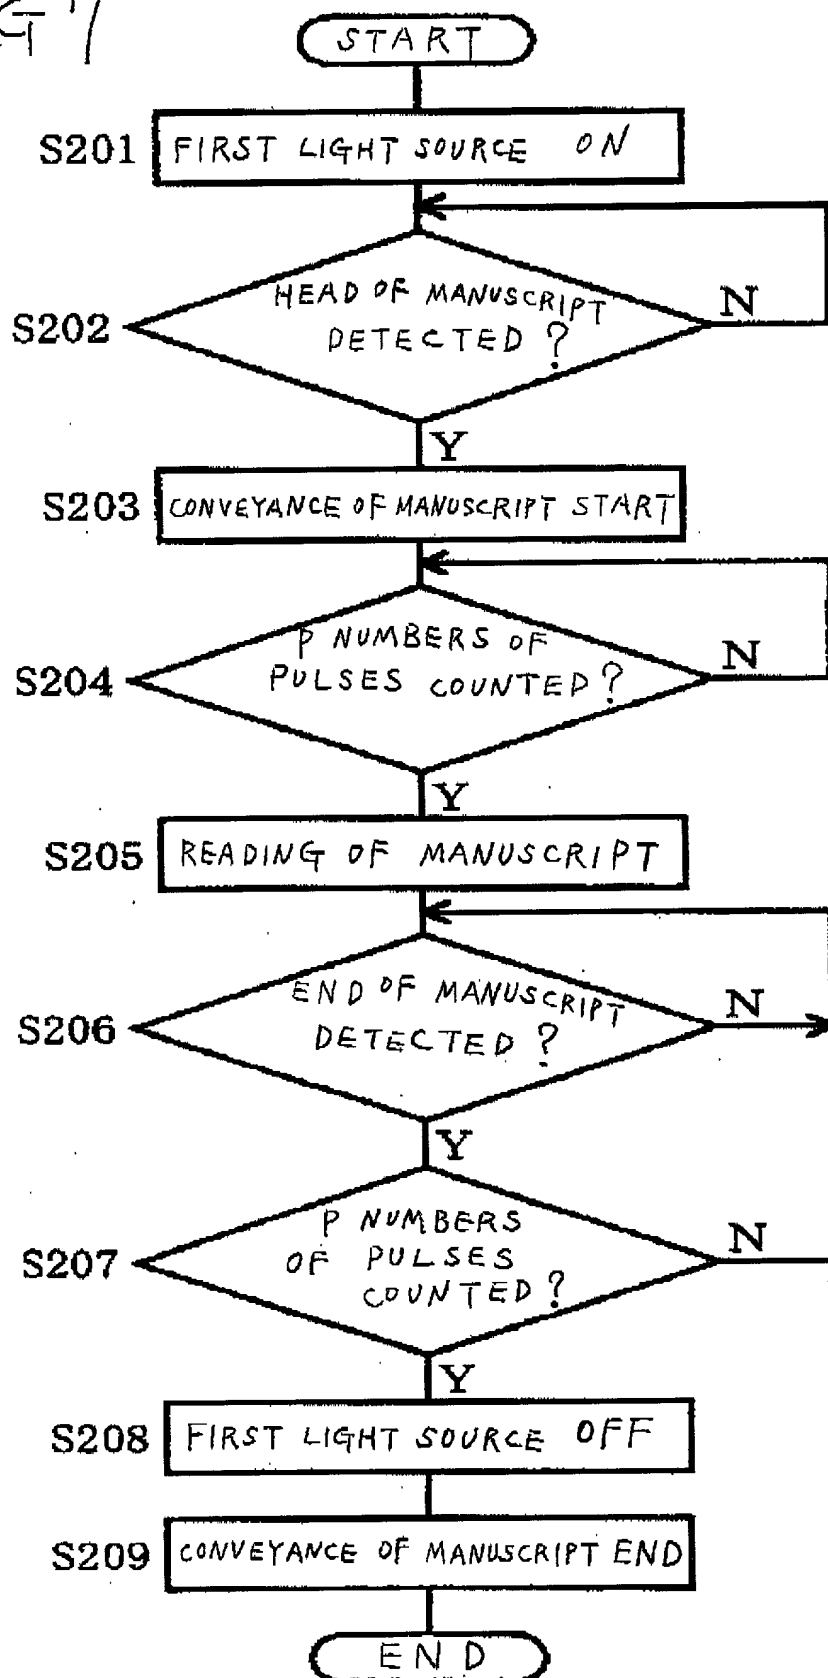 G 7
START
S201 FIRST LIGHT SOURCE ON
HEAD OF MANUSCRIPT N
S202 DETECTED?
Y
S203 CONVEYANCE OF MANUSCRIPT START
P NUMBERS OF N
S204 PULSES COUNTED?
Y
S205 READING OF MANUSCRIPT
END OF MANUSCRIPT N
S206 DETECTED?
Y
P NUMBERS N
S207 OF PULSES
COUNTED?
Y
S208 FIRST LIGHT SOURCE OFF
S209 CONVEYANCE OF MANUSCRIPT END
END